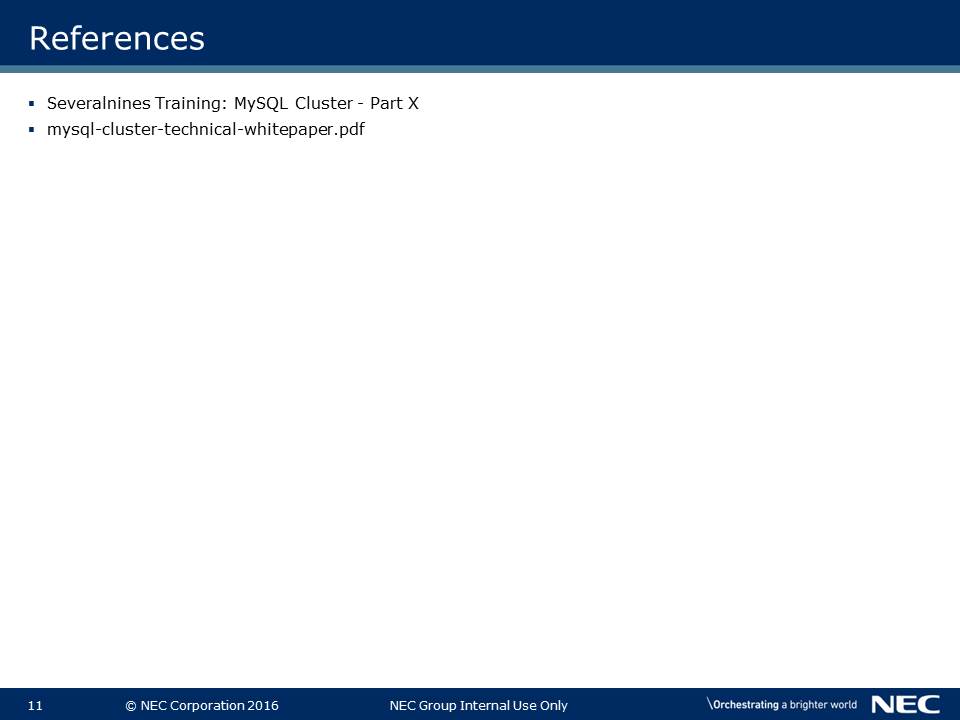 References
▪ Severalnines Training: MySQL Cluster - Part X
▪ mysql-cluster-technical-whitepaper.pdf
11 © NEC Corporation 2016 NEC Group Internal Use Only \Orchestrating a brighter world NEC